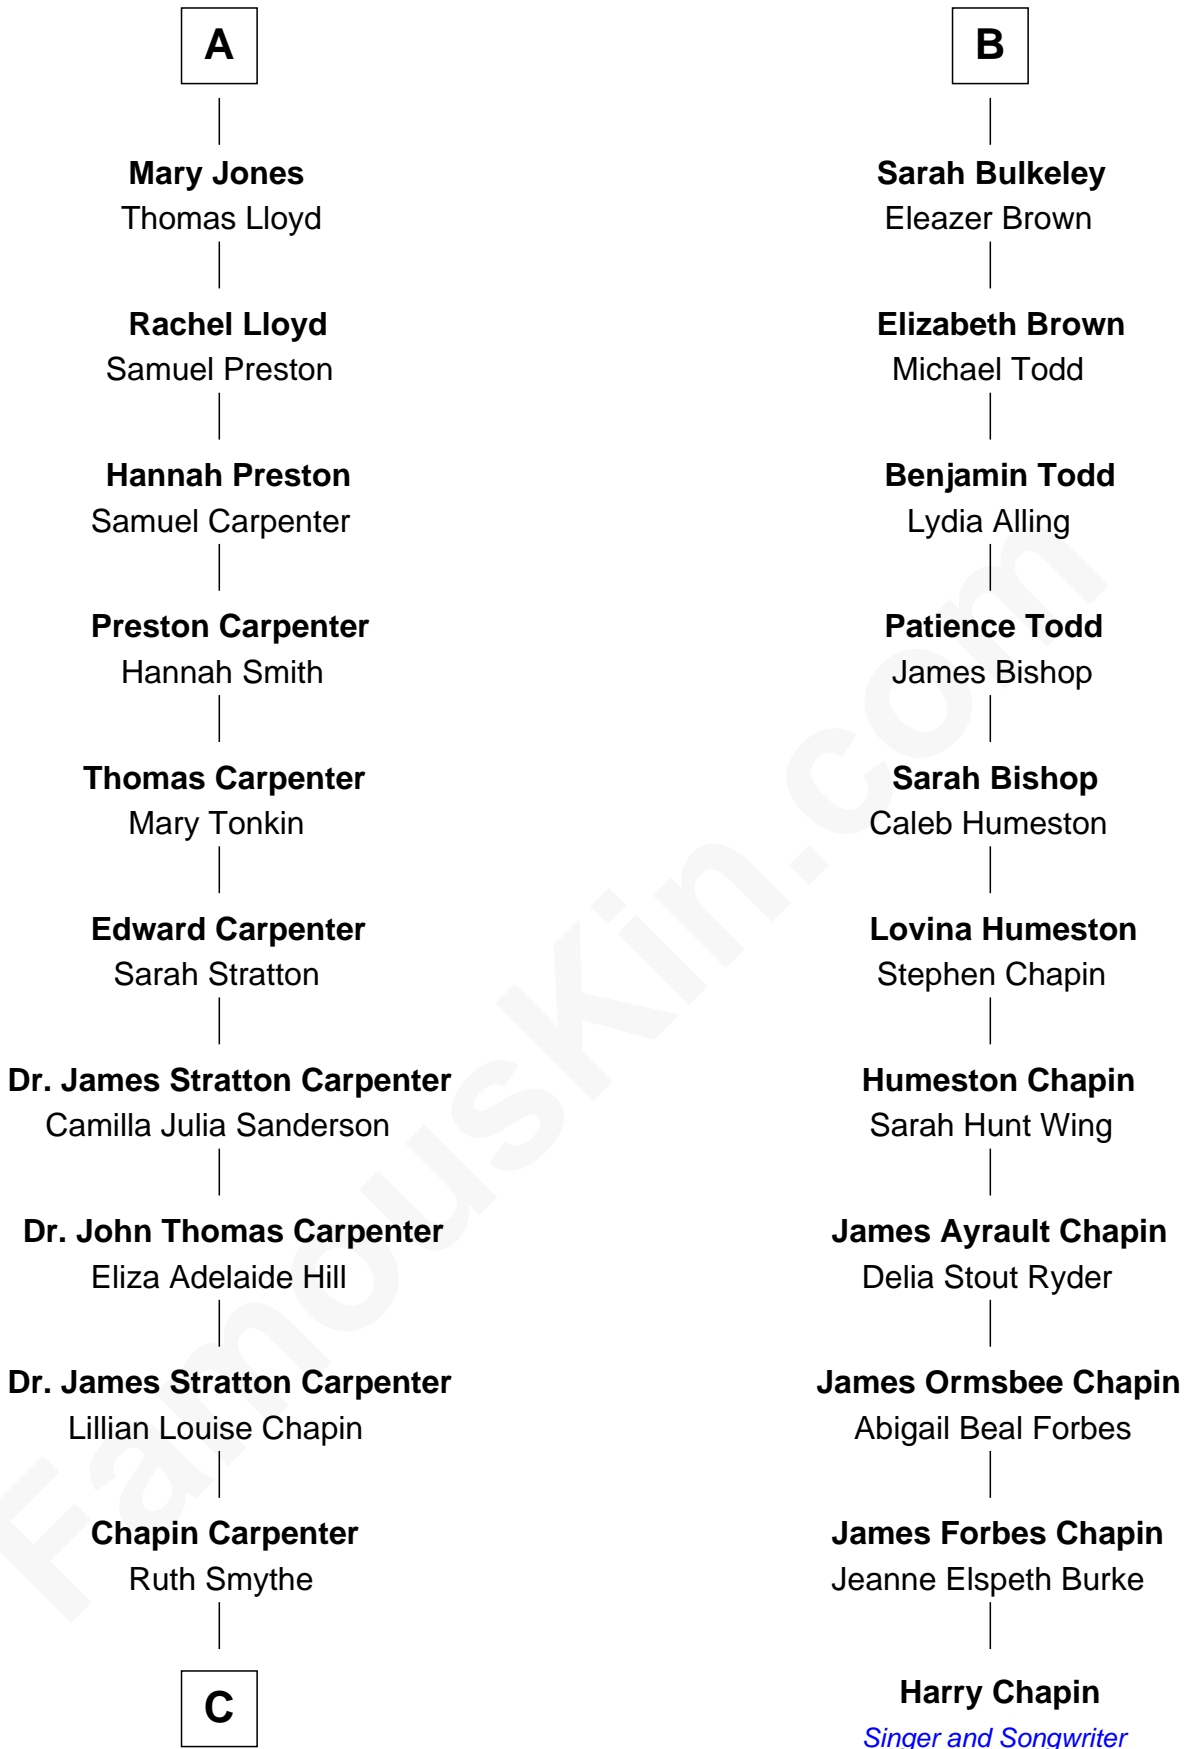 A
Mary Jones
Thomas Lloyd
Rachel Lloyd
Samuel Preston
Hannah Preston
Samuel Carpenter
Preston Carpenter
Hannah Smith
Thomas Carpenter
Mary Tonkin
Edward Carpenter
Sarah Stratton
Dr. James Stratton Carpenter
Camilla Julia Sanderson
Dr. John Thomas Carpenter
Eliza Adelaide Hill
Dr. James Stratton Carpenter
Lillian Louise Chapin
Chapin Carpenter
Ruth Smythe
C
B
Sarah Bulkeley
Eleazer Brown
Elizabeth Brown
Michael Todd
Benjamin Todd
Lydia Alling
Patience Todd
James Bishop
Sarah Bishop
Caleb Humeston
Lovina Humeston
Stephen Chapin
Humeston Chapin
Sarah Hunt Wing
James Ayrault Chapin
Delia Stout Ryder
James Ormsbee Chapin
Abigail Beal Forbes
James Forbes Chapin
Jeanne Elspeth Burke
Harry Chapin
Singer and Songwriter
FamousKin.com